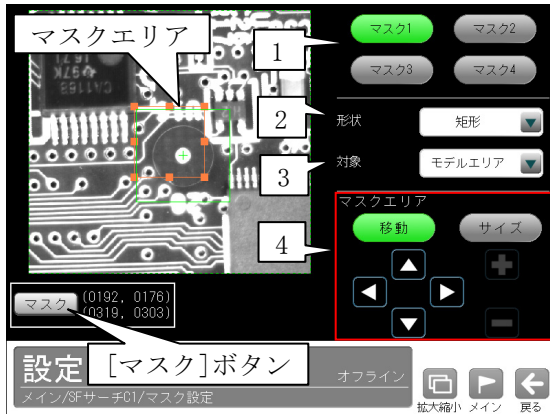 マスクエリア
1
マスク1
マスク2
マスク3
マスク4
2
形状
矩形
3
対象
モデルエリア
マスクエリア
4
移動
サイズ
マスク
(0192, 0176)
(0319, 0303)
[マスク]ボタン
設定
オフライン
メイン/SFサーチC1/マスク設定
拡大縮小
メイン
戻る